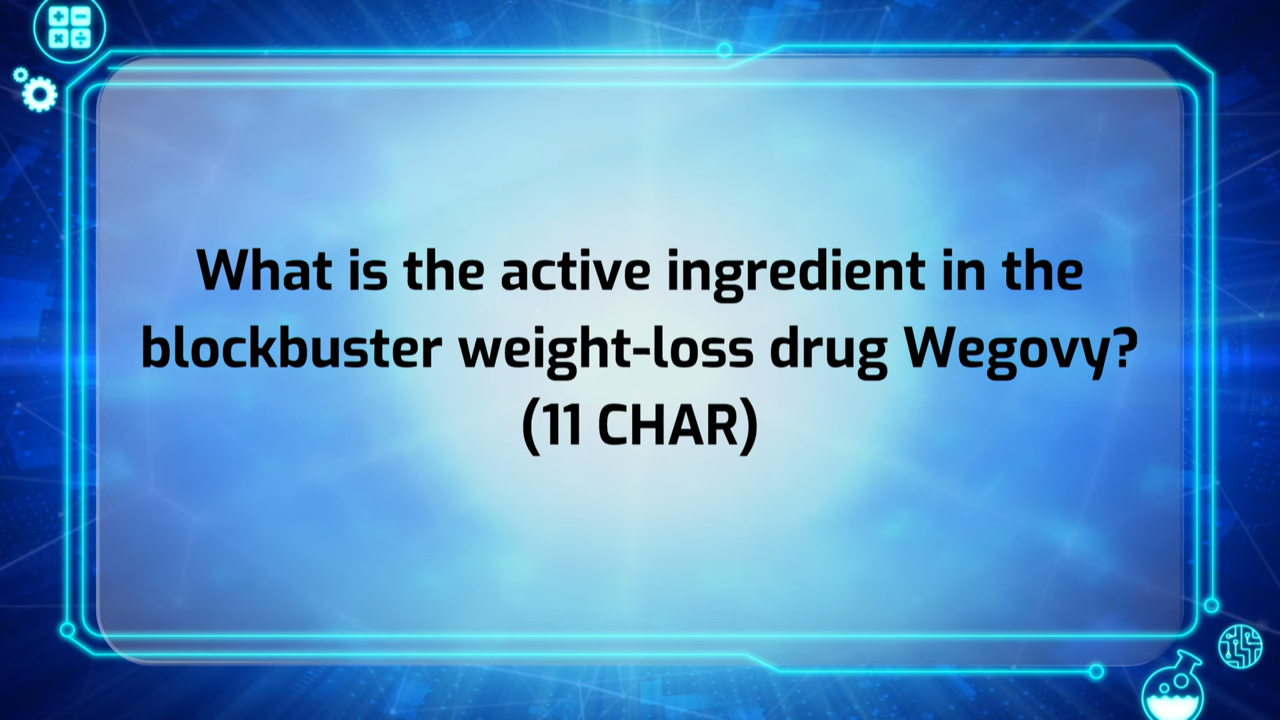 What is the active ingredient in the
blockbuster weight-loss drug Wegovy?
(11 CHAR)